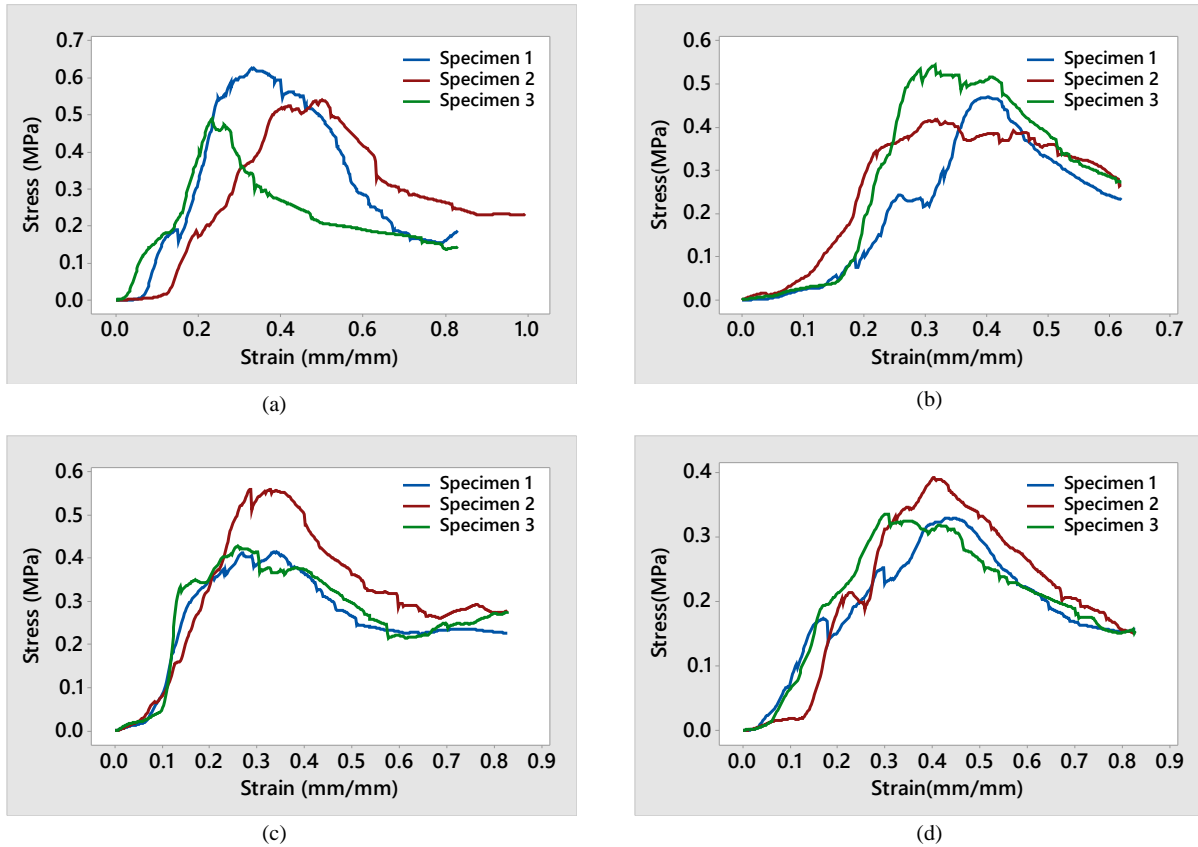 0.7
0.6
0.5
0.4
0.3
0.2
0.1
0.0
Stress (MPa)
Specimen 1
Specimen 2
Specimen 3
0.0 0.2 0.4 0.6 0.8 1.0
Strain (mm/mm)
(a)
0.6
0.5
0.4
0.3
0.2
0.1
0.0
Stress(MPa)
Specimen 1
Specimen 2
Specimen 3
0.0 0.1 0.2 0.3 0.4 0.5 0.6 0.7
Strain(mm/mm)
(b)
0.6
0.5
0.4
0.3
0.2
0.1
0.0
Stress (MPa)
Specimen 1
Specimen 2
Specimen 3
0.0 0.1 0.2 0.3 0.4 0.5 0.6 0.7 0.8 0.9
Strain (mm/mm)
(c)
0.4
0.3
0.2
0.1
0.0
Stress(MPa)
Specimen 1
Specimen 2
Specimen 3
0.0 0.1 0.2 0.3 0.4 0.5 0.6 0.7 0.8 0.9
Strain(mm/mm)
(d)